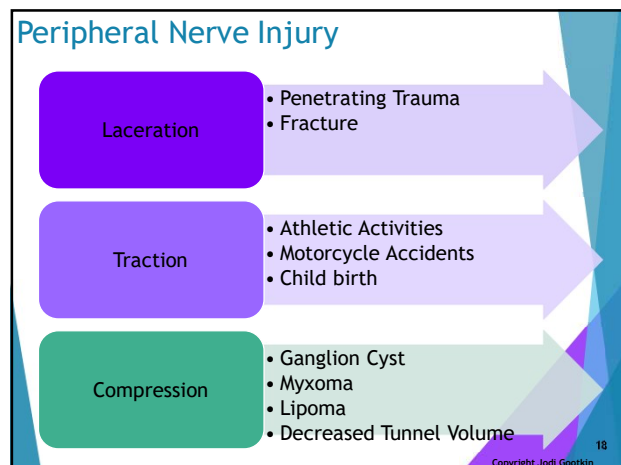 Peripheral Nerve Injury
Laceration
• Penetrating Trauma
• Fracture
Traction
• Athletic Activities
• Motorcycle Accidents
• Child birth
Compression
• Ganglion Cyst
• Myxoma
• Lipoma
• Decreased Tunnel Volume
18
Copyright Jodi Gootkin